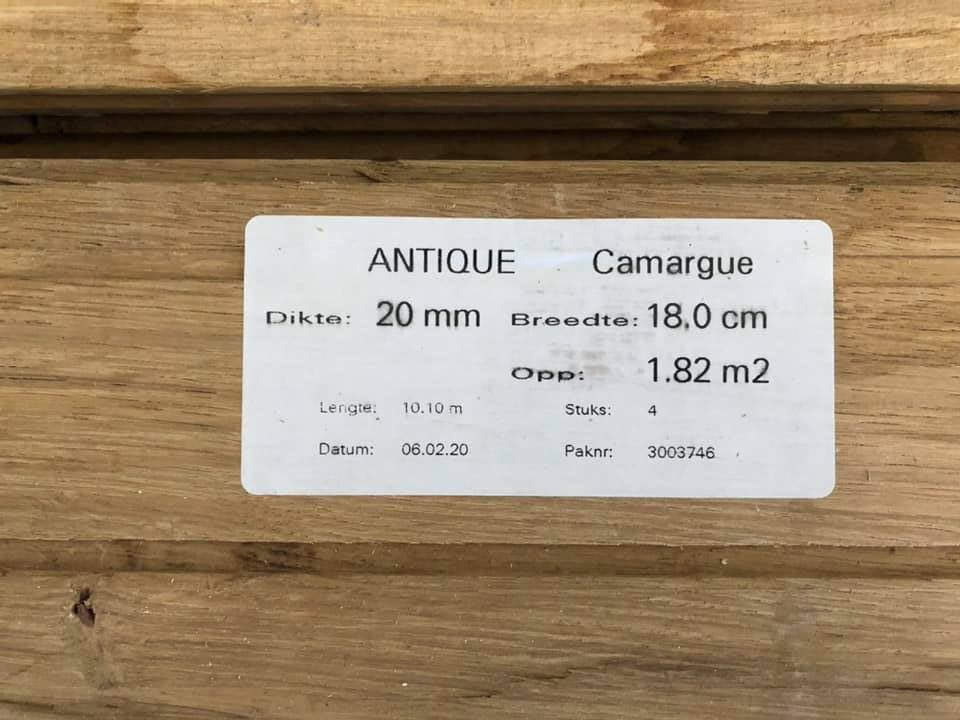 ANTIQUE Camargue
Dikte: 20 mm Breedte: 18.0 cm
Opp: 1.82 m2
Lengte: 10.10 m Stuks: 4
Datum: 06.02.20 Paknr: 3003746